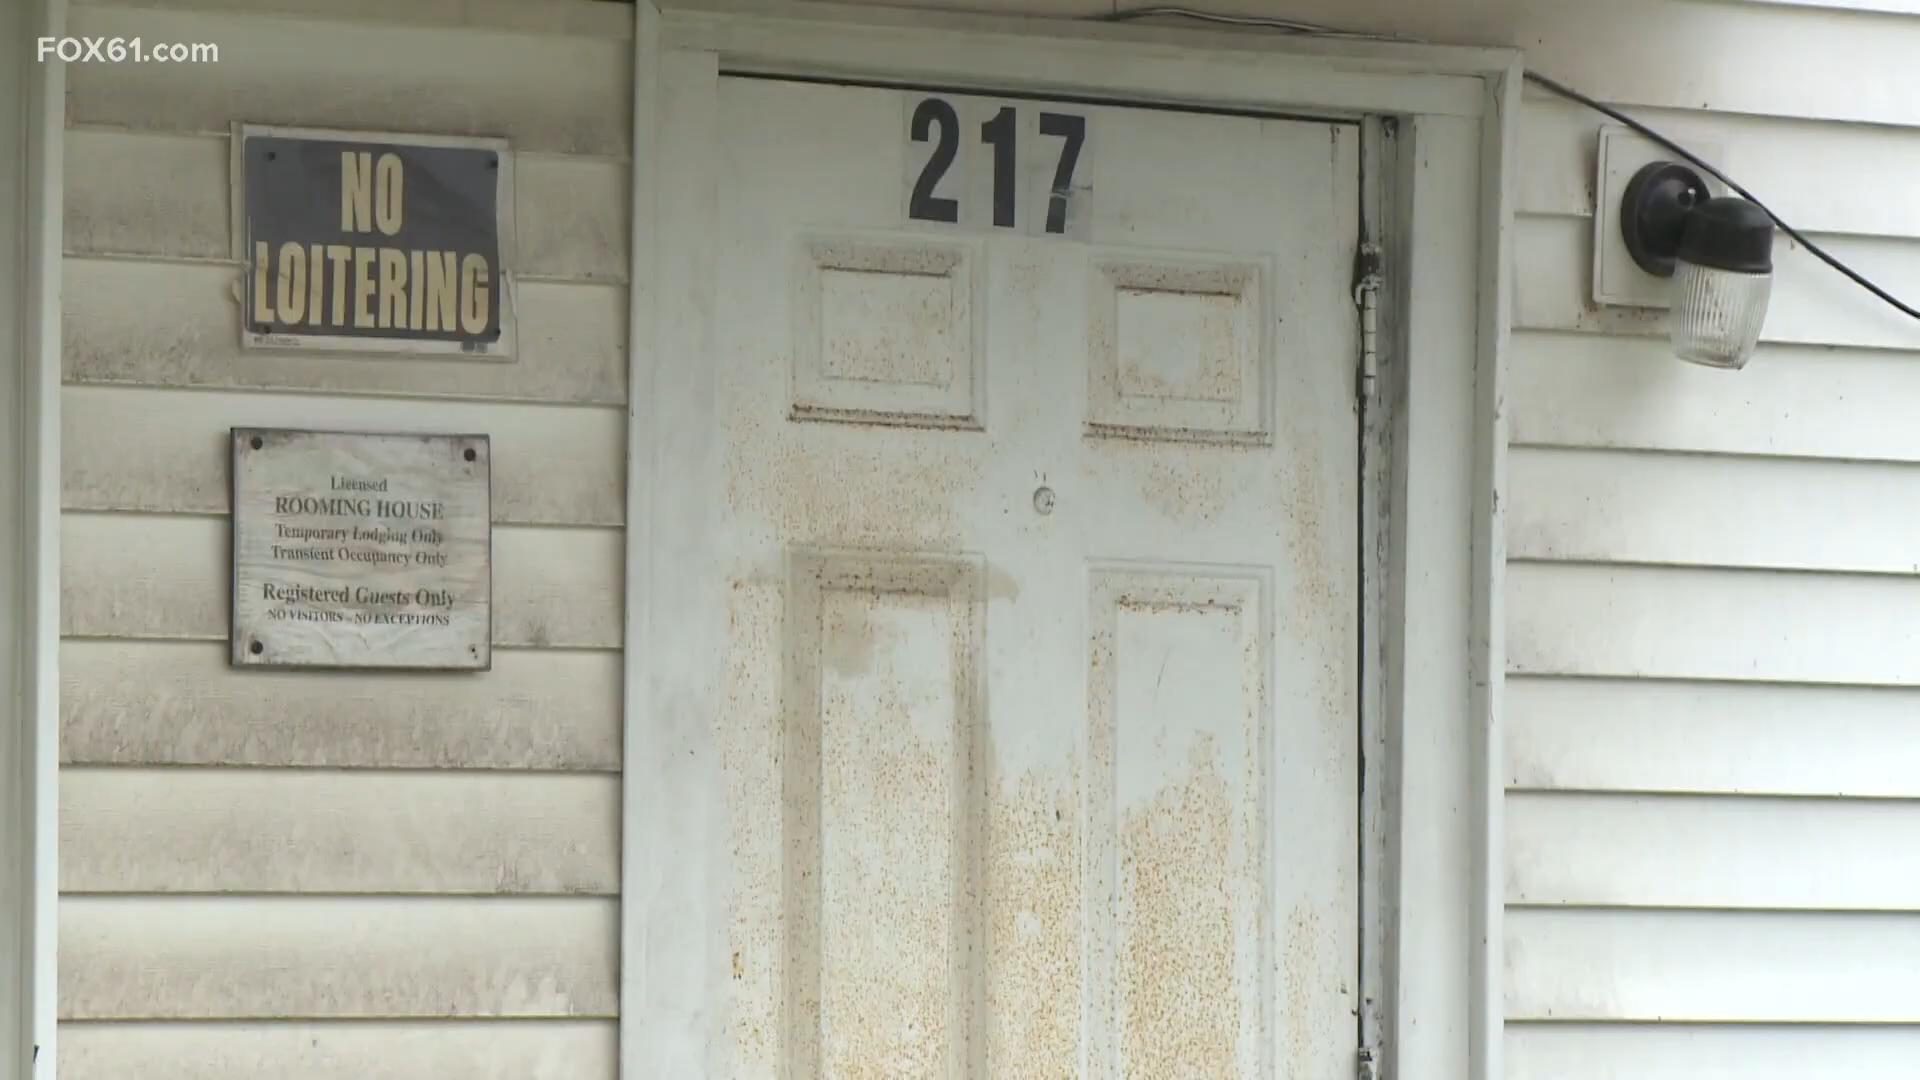 FOX61.com
NO
LOITERING
217
Licensed
ROOMING HOUSE
Temporary Lodging Only
Transient Occupancy Only
Registered Guests Only
NO VISITORS - NO EXCEPTIONS